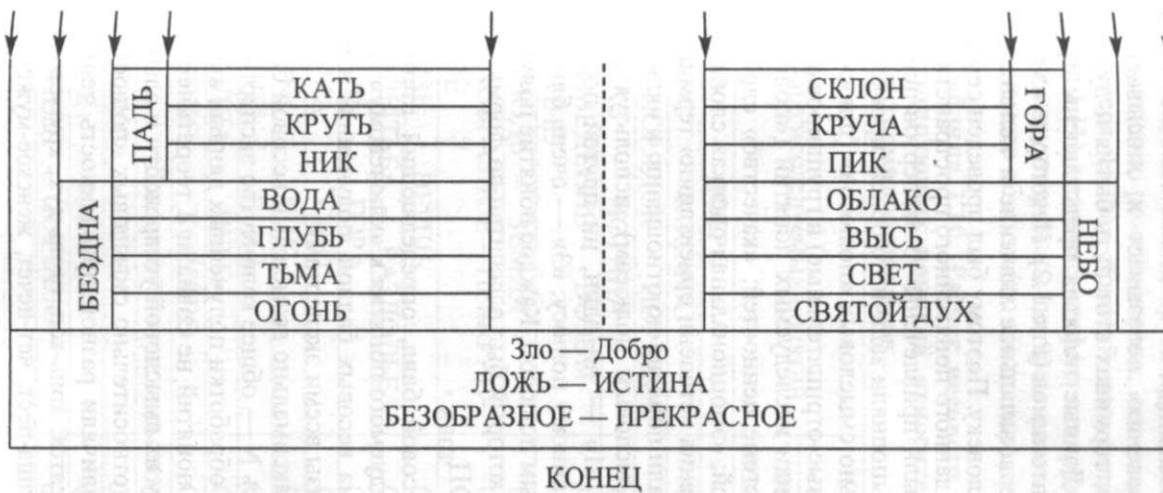 ПАДЬ
КАТЬ
КРУТЬ
НИК
БЕЗДНА
ВОДА
ГЛУБЬ
ТЬМА
ОГОНЬ
СКЛОН
КРУЧА
ПИК
ГОРА
ОБЛАКО
ВЫСЬ
СВЕТ
СВЯТОЙ ДУХ
НЕБО
Зло — Добро
ЛОЖЬ — ИСТИНА
БЕЗОБРАЗНОЕ — ПРЕКРАСНОЕ
КОНЕЦ